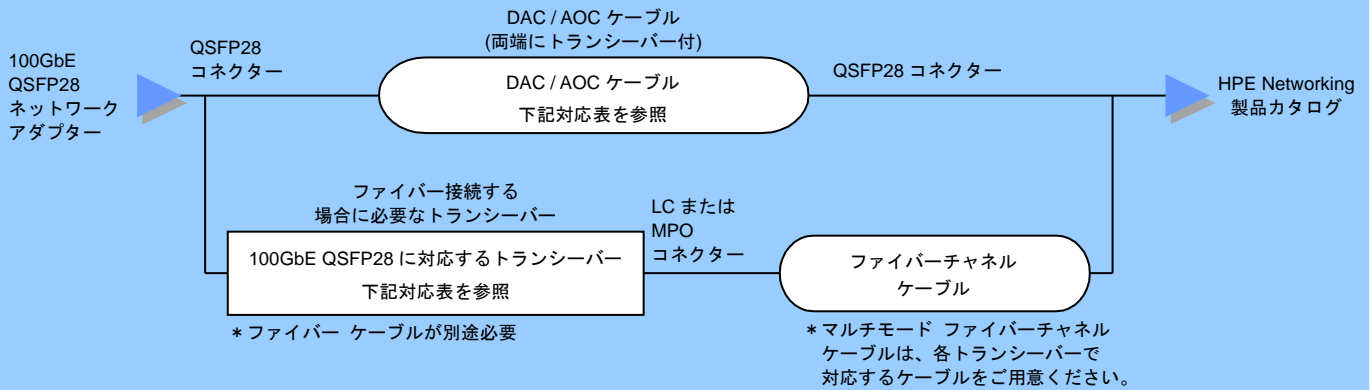 100GbE
QSFP28
ネットワーク
アダプター
QSFP28
コネクター
DAC / AOC ケーブル
(両端にトランシーバー付)
DAC / AOC ケーブル
下記対応表を参照
QSFP28 コネクター
HPE Networking
製品カタログ
ファイバー接続する
場合に必要なトランシーバー
100GbE QSFP28 に対応するトランシーバー
下記対応表を参照
＊ファイバー ケーブルが別途必要
LC または
MPO
コネクター
ファイバーチャネル
ケーブル
＊マルチモード ファイバーチャネル
ケーブルは、各トランシーバーで
対応するケーブルをご用意ください。